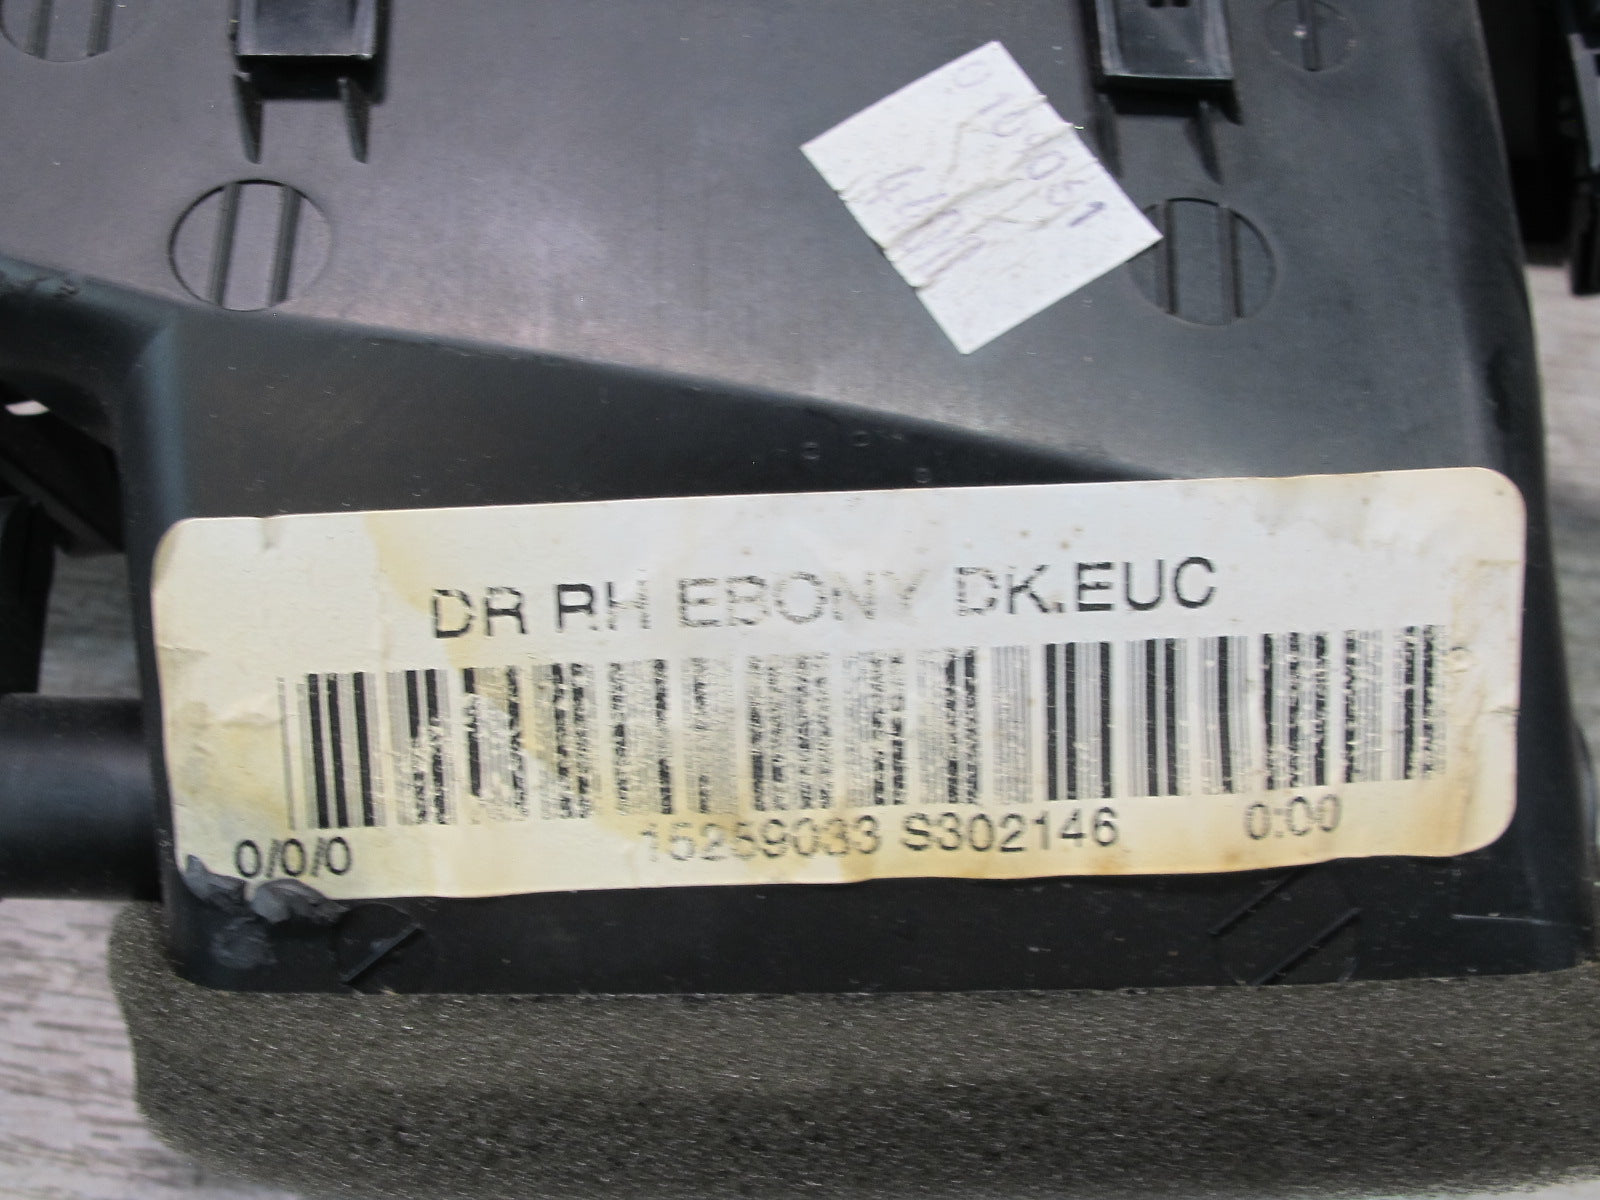 DR RH EBONY DK.EUC
0/0/0 15259033 S302146 0:00